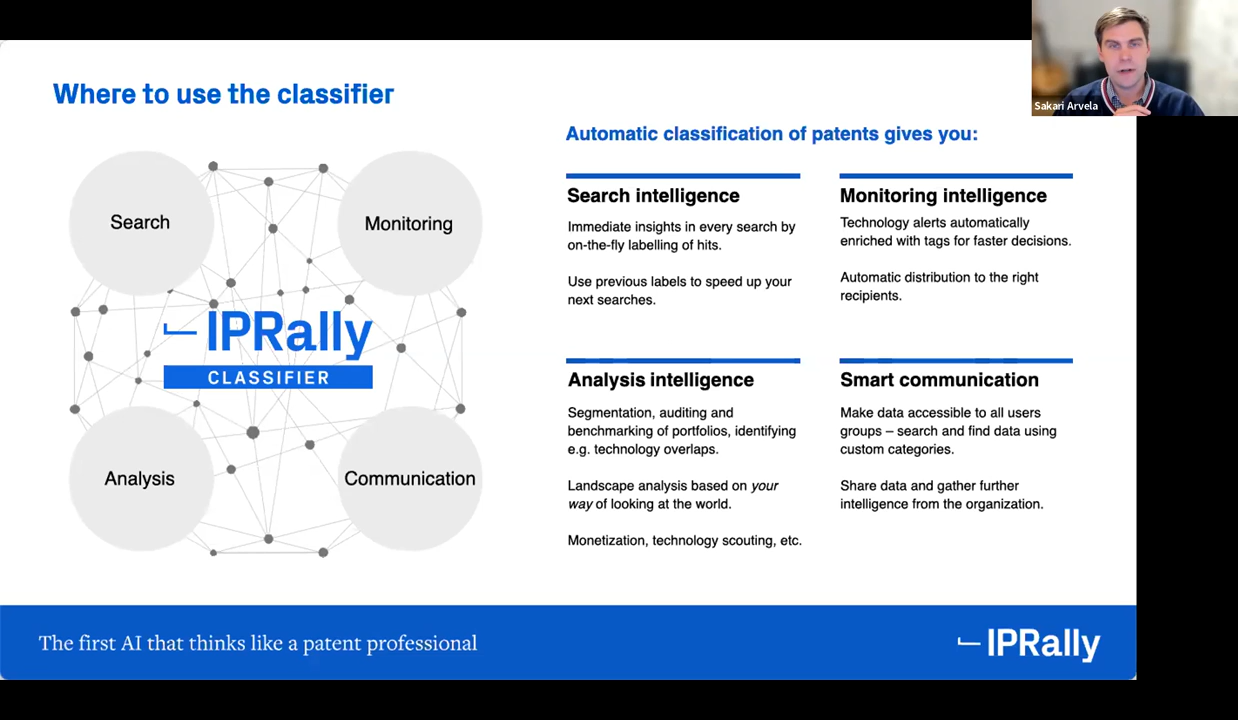 Sakari Arvela
Where to use the classifier
Search
Monitoring
IPRally
CLASSIFIER
Analysis
Communication
Automatic classification of patents gives you:
Search intelligence
Immediate insights in every search by
on-the-fly labelling of hits.
Use previous labels to speed up your
next searches.
Monitoring intelligence
Technology alerts automatically
enriched with tags for faster decisions.
Automatic distribution to the right
recipients.
Analysis intelligence
Segmentation, auditing and
benchmarking of portfolios, identifying
e.g. technology overlaps.
Landscape analysis based on your
way of looking at the world.
Monetization, technology scouting, etc.
Smart communication
Make data accessible to all users
groups – search and find data using
custom categories.
Share data and gather further
intelligence from the organization.
The first AI that thinks like a patent professional
IPRally